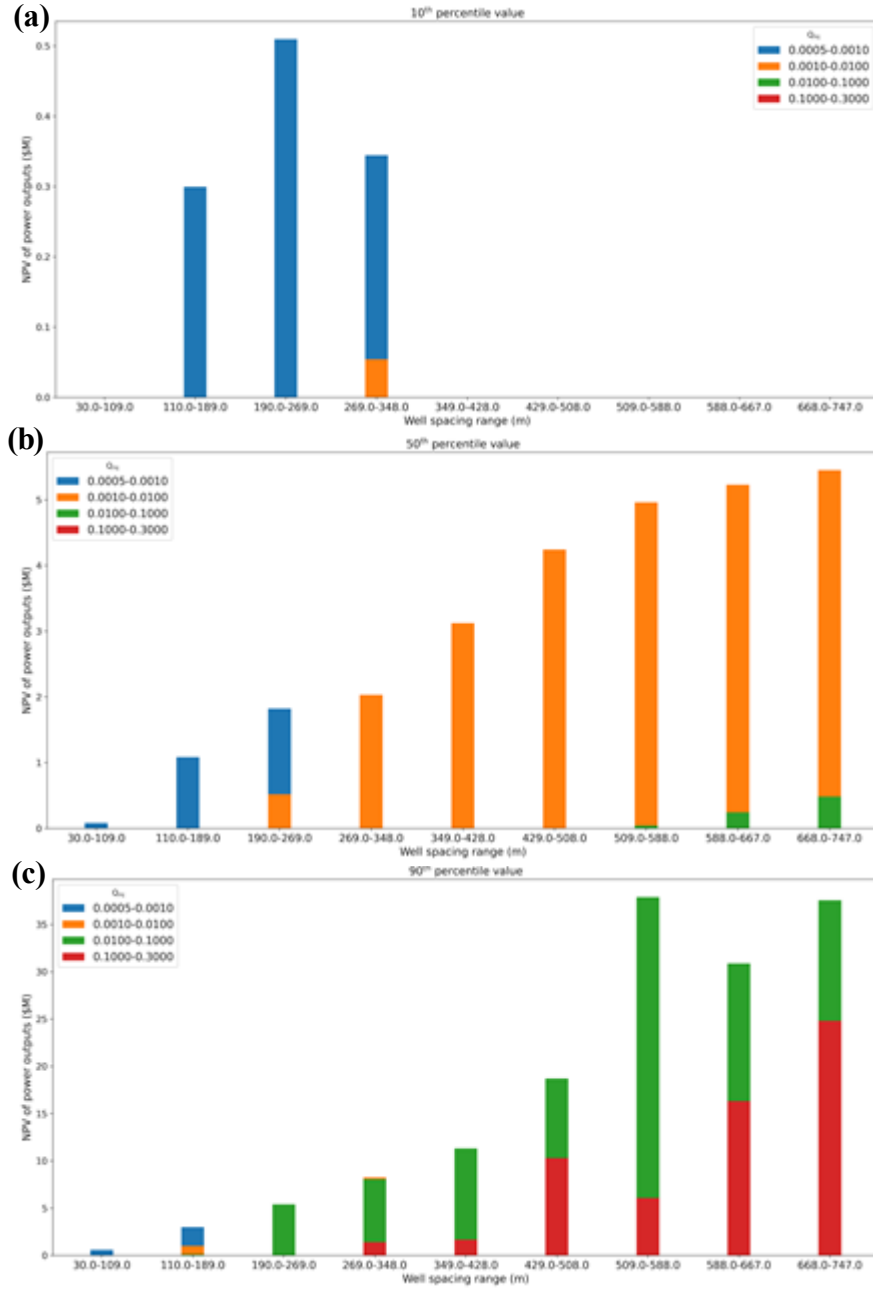 (a)
10th percentile value
NPV of power outputs ($M)
0.5
0.4
0.3
0.2
0.1
0.0
0.0005-0.0010
0.0010-0.0100
0.0100-0.1000
0.1000-0.3000
30.0-109.0 110.0-189.0 190.0-269.0 269.0-348.0 349.0-428.0 429.0-508.0 509.0-588.0 588.0-667.0 668.0-747.0
Well spacing range (m)
(b)
50th percentile value
NPV of power outputs ($M)
5
4
3
2
1
0
0.0005-0.0010
0.0010-0.0100
0.0100-0.1000
0.1000-0.3000
30.0-109.0 110.0-189.0 190.0-269.0 269.0-348.0 349.0-428.0 429.0-508.0 509.0-588.0 588.0-667.0 668.0-747.0
Well spacing range (m)
(c)
90th percentile value
NPV of power outputs ($M)
35
30
25
20
15
10
5
0
0.0005-0.0010
0.0010-0.0100
0.0100-0.1000
0.1000-0.3000
30.0-109.0 110.0-189.0 190.0-269.0 269.0-348.0 349.0-428.0 429.0-508.0 509.0-588.0 588.0-667.0 668.0-747.0
Well spacing range (m)